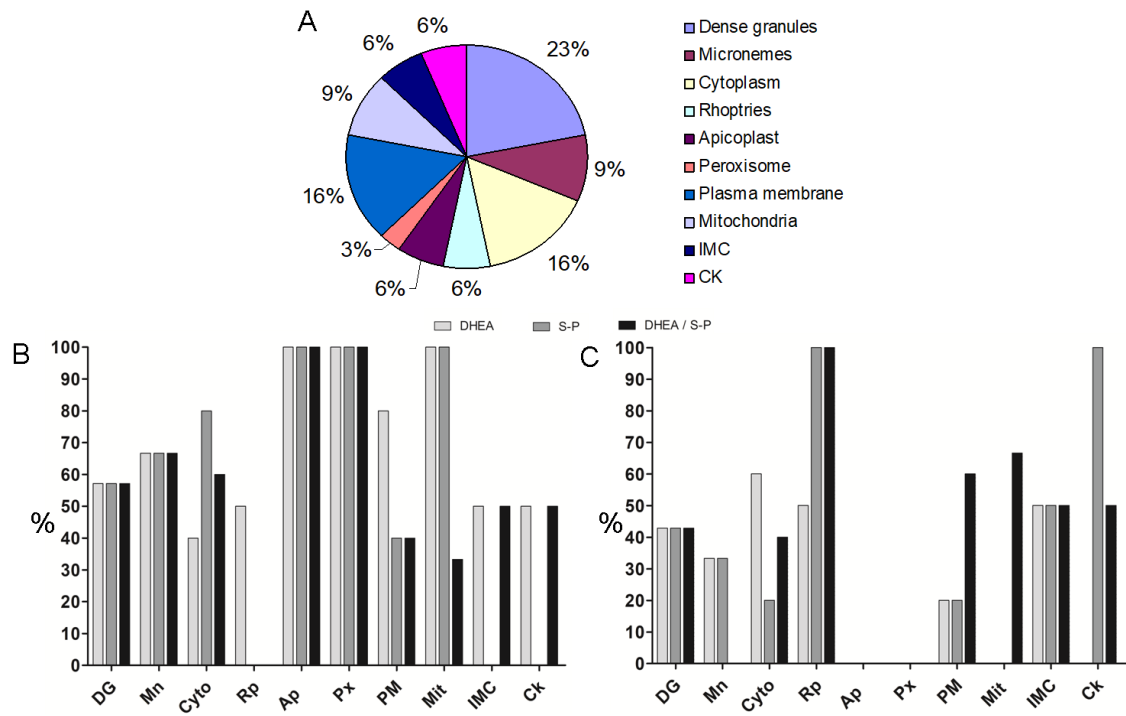 A
6%
6%
23%
9%
9%
16%
16%
3%
6%
6%
Dense granules
Micronemes
Cytoplasm
Rhoptries
Apicoplast
Peroxisome
Plasma membrane
Mitochondria
IMC
CK
DHEA S-P DHEA / S-P
B
100
90
80
70
60
50
40
30
20
10
0
%
DG Mn Cyto Rp Ap Px PM Mit IMC Ck
C
100
90
80
70
60
50
40
30
20
10
0
%
DG Mn Cyto Rp Ap Px PM Mit IMC Ck